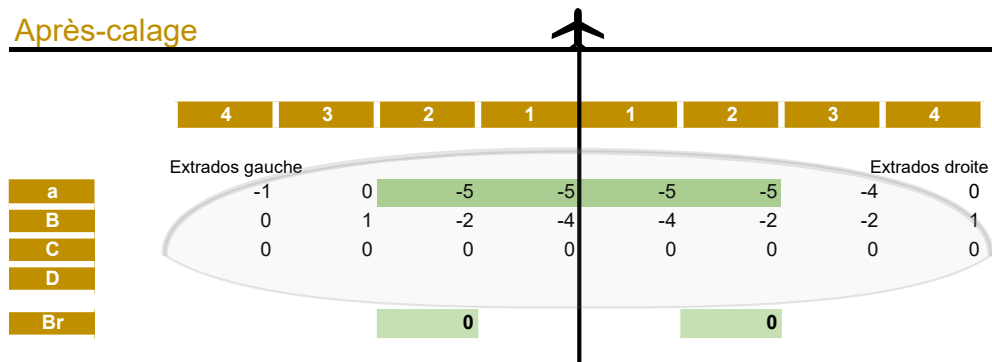 Après-calage
4 3 2 1 1 2 3 4
Extrados gauche Extrados droite
a -1 0 -5 -5 -5 -5 -4 0
B 0 1 -2 -4 -4 -2 -2 1
C 0 0 0 0 0 0 0 0
D
Br 0 0